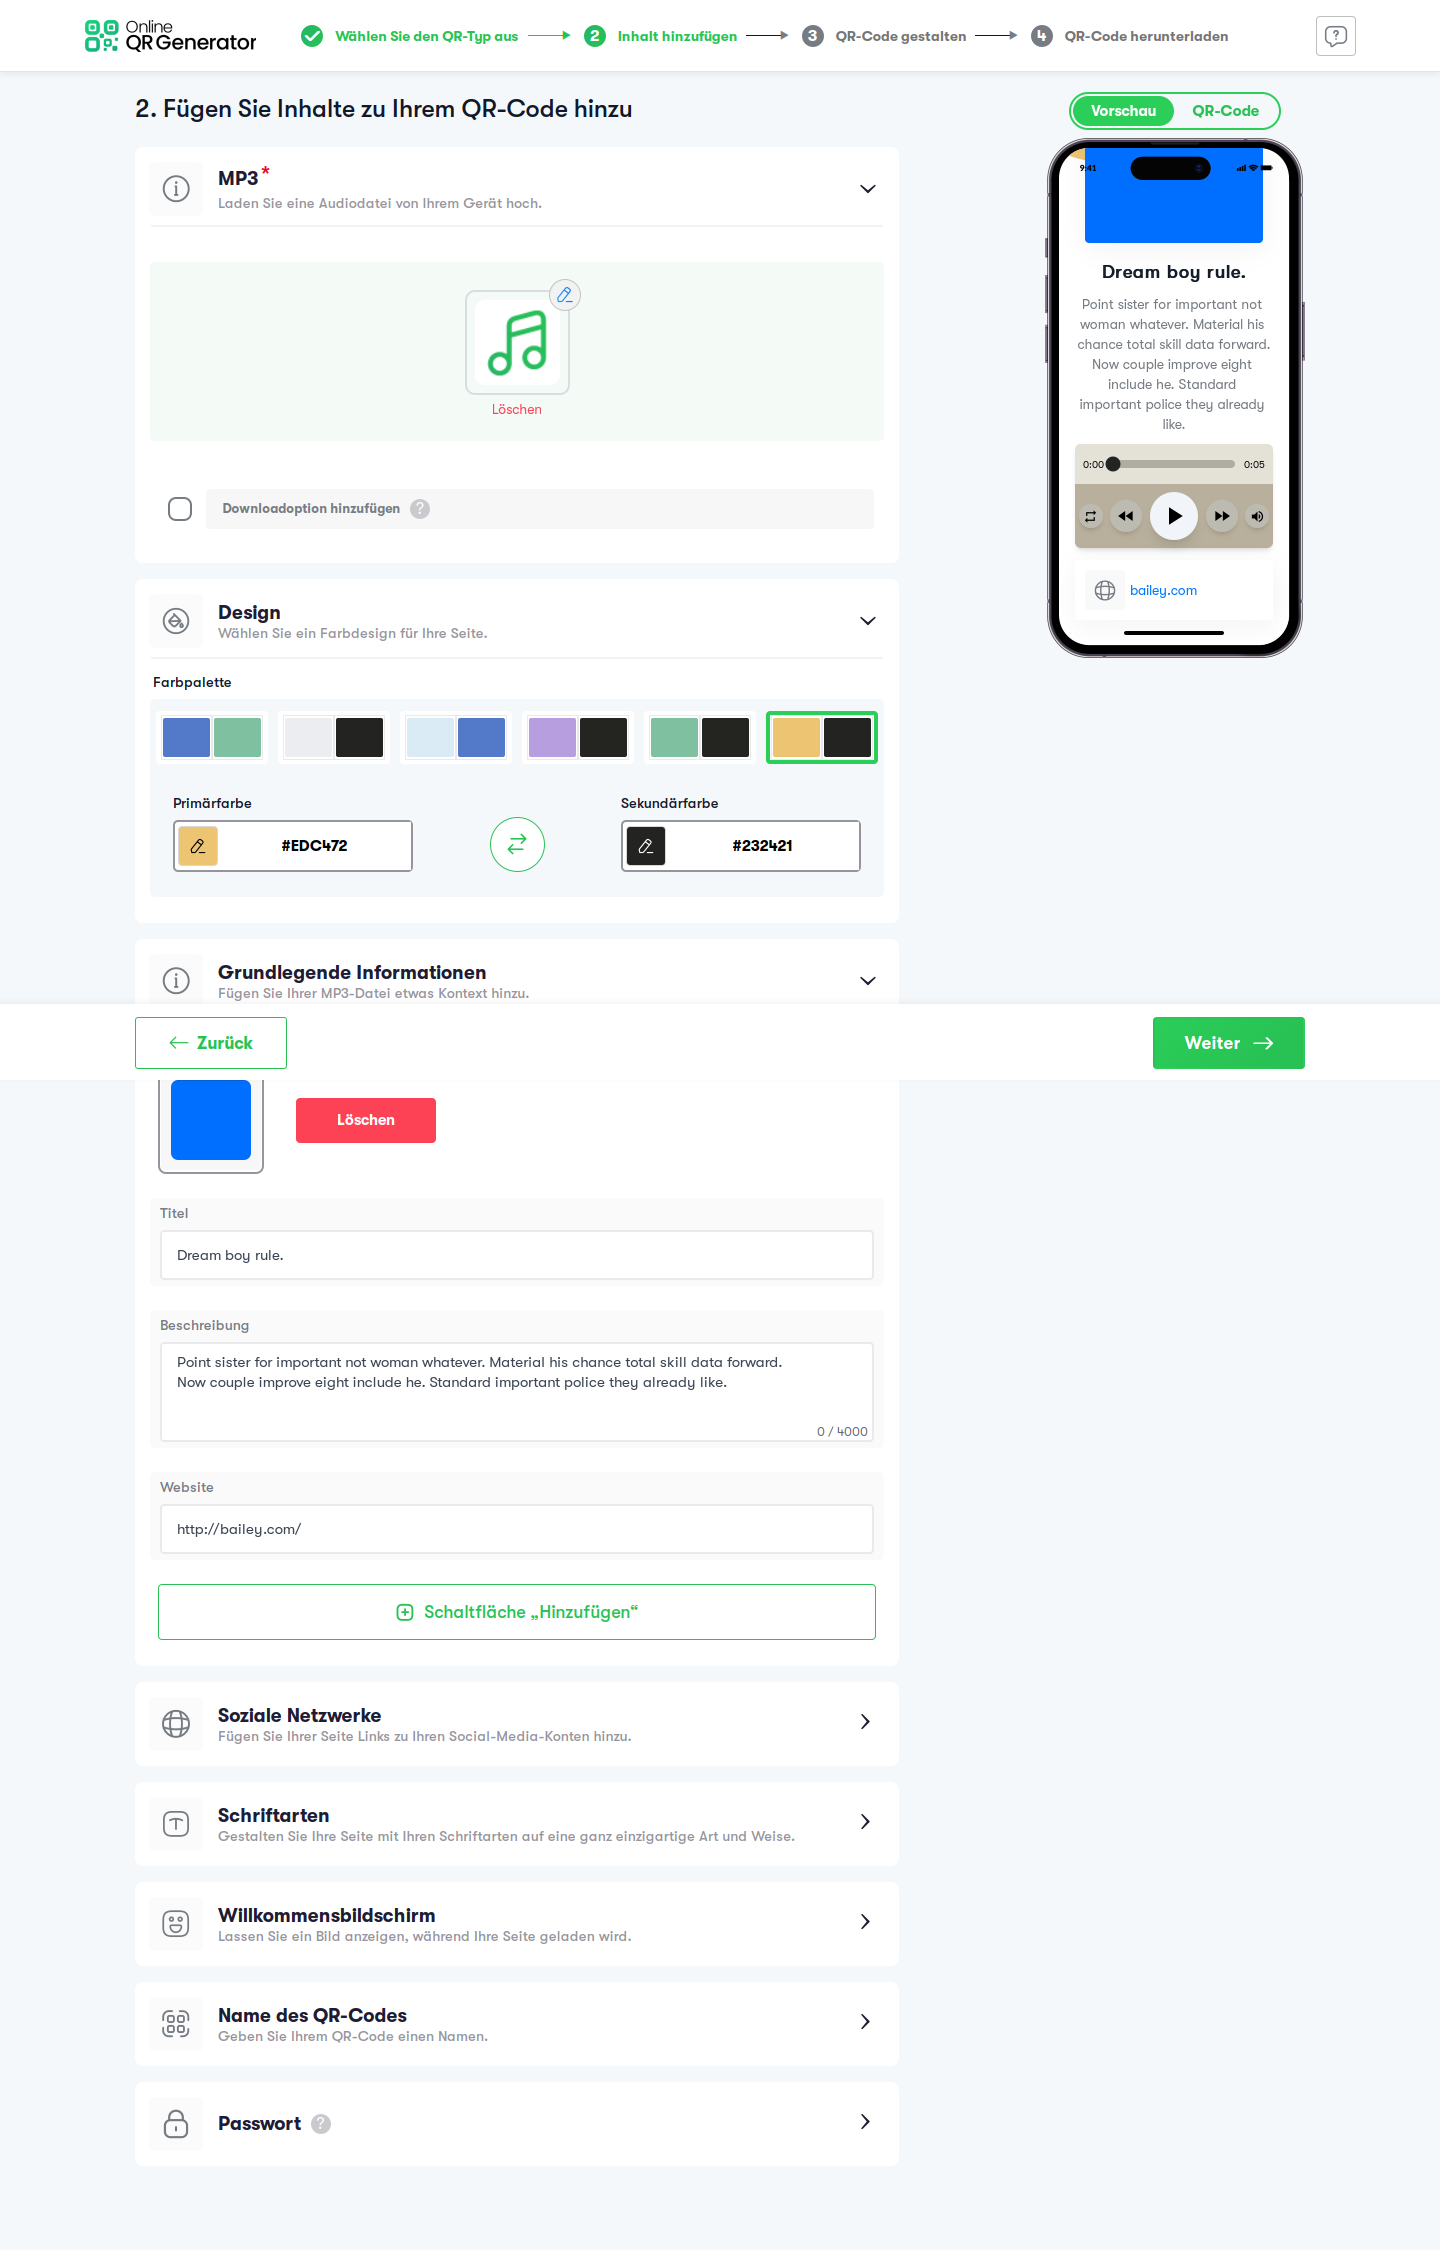 Online
QR Generator
Wählen Sie den QR-Typ aus
2 Inhalt hinzufügen
3 QR-Code gestalten
4 QR-Code herunterladen
2. Fügen Sie Inhalte zu Ihrem QR-Code hinzu
Vorschau QR-Code
MP3*
Laden Sie eine Audiodatei von Ihrem Gerät hoch.
Löschen
Downloadoption hinzufügen ?
9:41
Dream boy rule.
Point sister for important not
woman whatever. Material his
chance total skill data forward.
Now couple improve eight
include he. Standard
important police they already
like.
0:00 0:05
bailey.com
Design
Wählen Sie ein Farbdesign für Ihre Seite.
Farbpalette
Primärfarbe
#EDC472
Sekundärfarbe
#232421
Grundlegende Informationen
Fügen Sie Ihrer MP3-Datei etwas Kontext hinzu.
Zurück
Weiter
Löschen
Titel
Dream boy rule.
Beschreibung
Point sister for important not woman whatever. Material his chance total skill data forward.
Now couple improve eight include he. Standard important police they already like.
0 / 4000
Website
http://bailey.com/
Schaltfläche „Hinzufügen“
Soziale Netzwerke
Fügen Sie Ihrer Seite Links zu Ihren Social-Media-Konten hinzu.
Schriftarten
Gestalten Sie Ihre Seite mit Ihren Schriftarten auf eine ganz einzigartige Art und Weise.
Willkommensbildschirm
Lassen Sie ein Bild anzeigen, während Ihre Seite geladen wird.
Name des QR-Codes
Geben Sie Ihrem QR-Code einen Namen.
Passwort ?